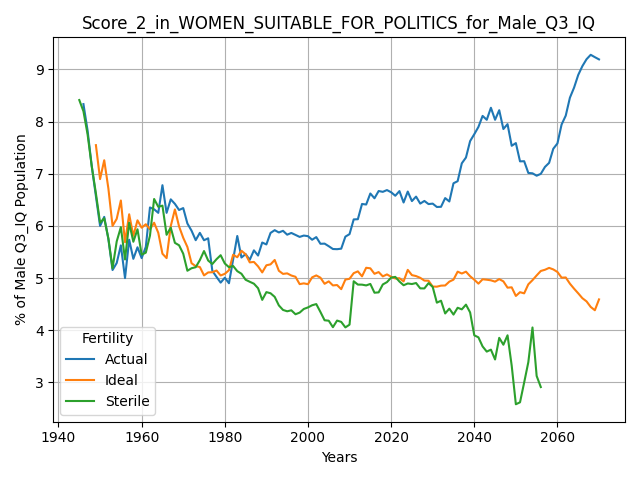 Score_2_in_WOMEN_SUITABLE_FOR_POLITICS_for_Male_Q3_IQ
% of Male Q3_IQ Population
9
8
7
6
5
4
3
Fertility
Actual
Ideal
Sterile
1940 1960 1980 2000 2020 2040 2060
Years